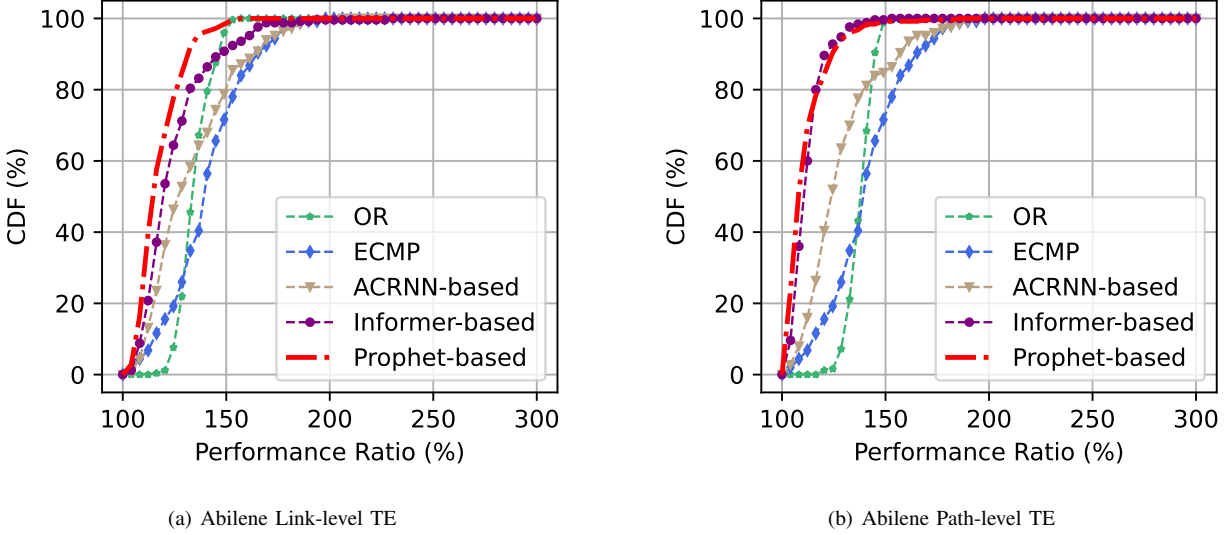 100
80
60
40
20
0
CDF (%)
OR
ECMP
ACRNN-based
Informer-based
Prophet-based
100 150 200 250 300
Performance Ratio (%)
(a) Abilene Link-level TE
100
80
60
40
20
0
CDF (%)
OR
ECMP
ACRNN-based
Informer-based
Prophet-based
100 150 200 250 300
Performance Ratio (%)
(b) Abilene Path-level TE